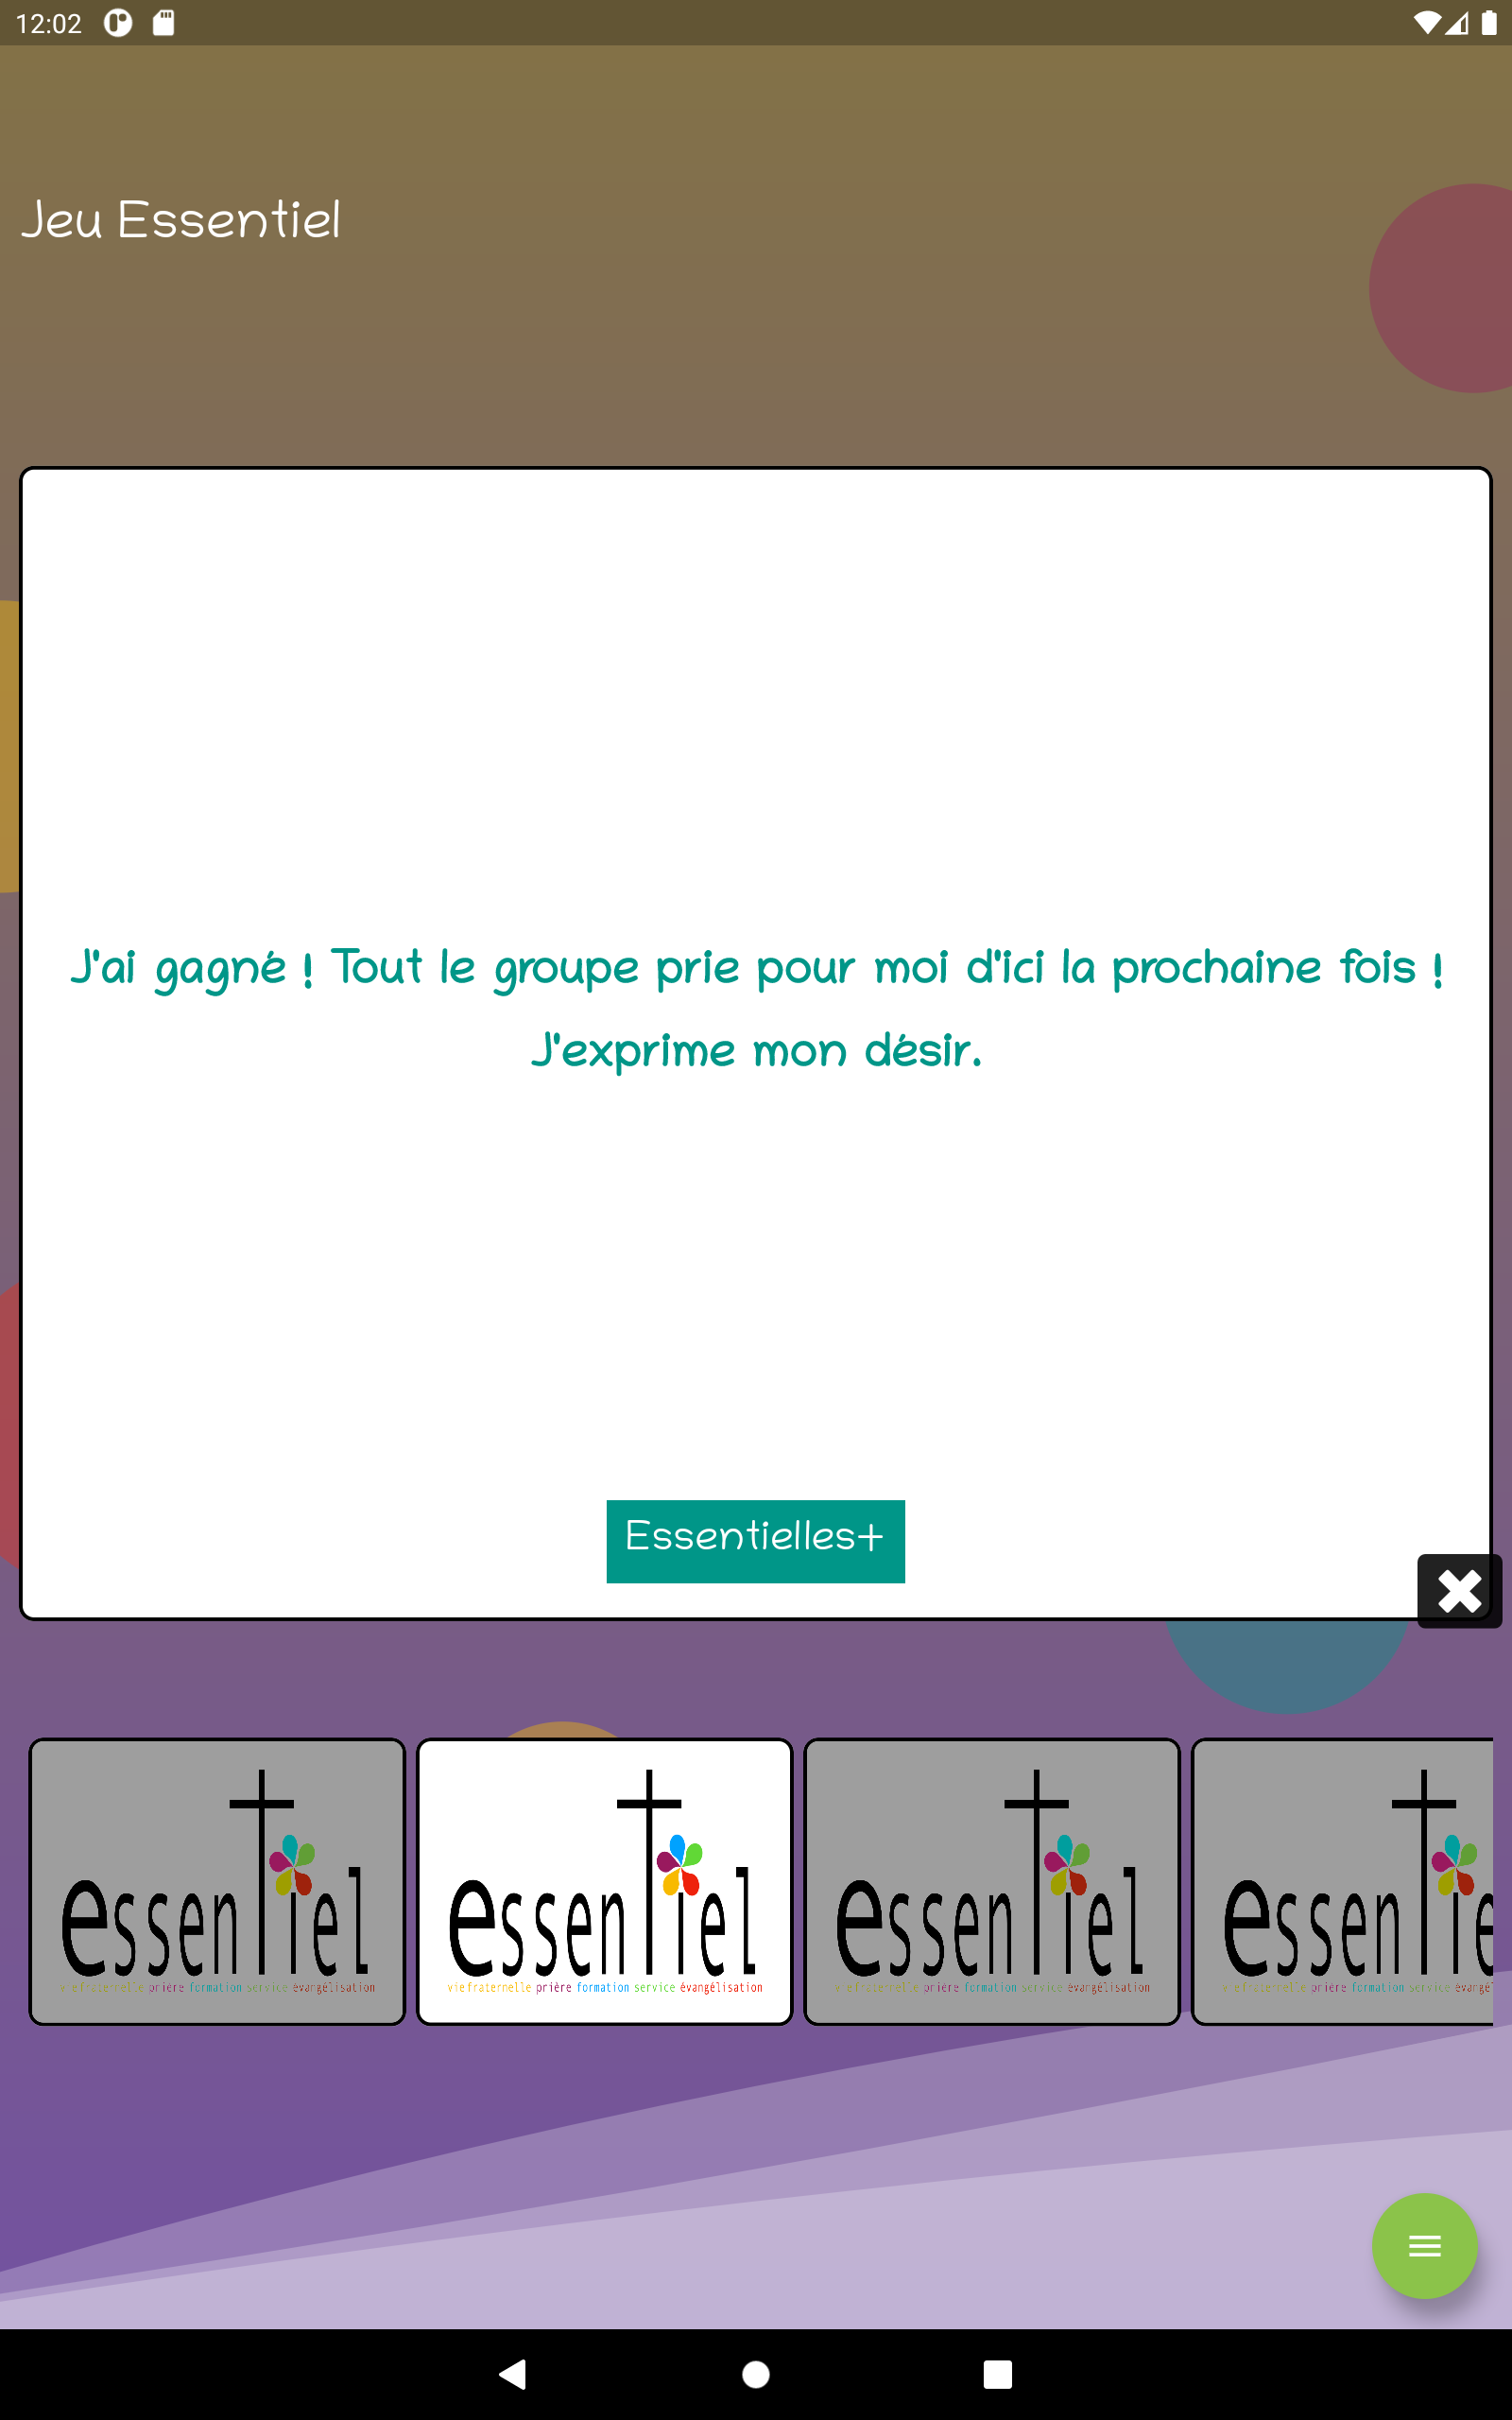 12:02
Jeu Essentiel
J'ai gagné ! Tout le groupe prie pour moi d'ici la prochaine fois !
J'exprime mon désir.
Essentielles+
essentiel
vie fraternelle prière formation service évangélisation
essentiel
vie fraternelle prière formation service évangélisation
essentiel
vie fraternelle prière formation service évangélisation
essentie
vie fraternelle prière formation service évangé